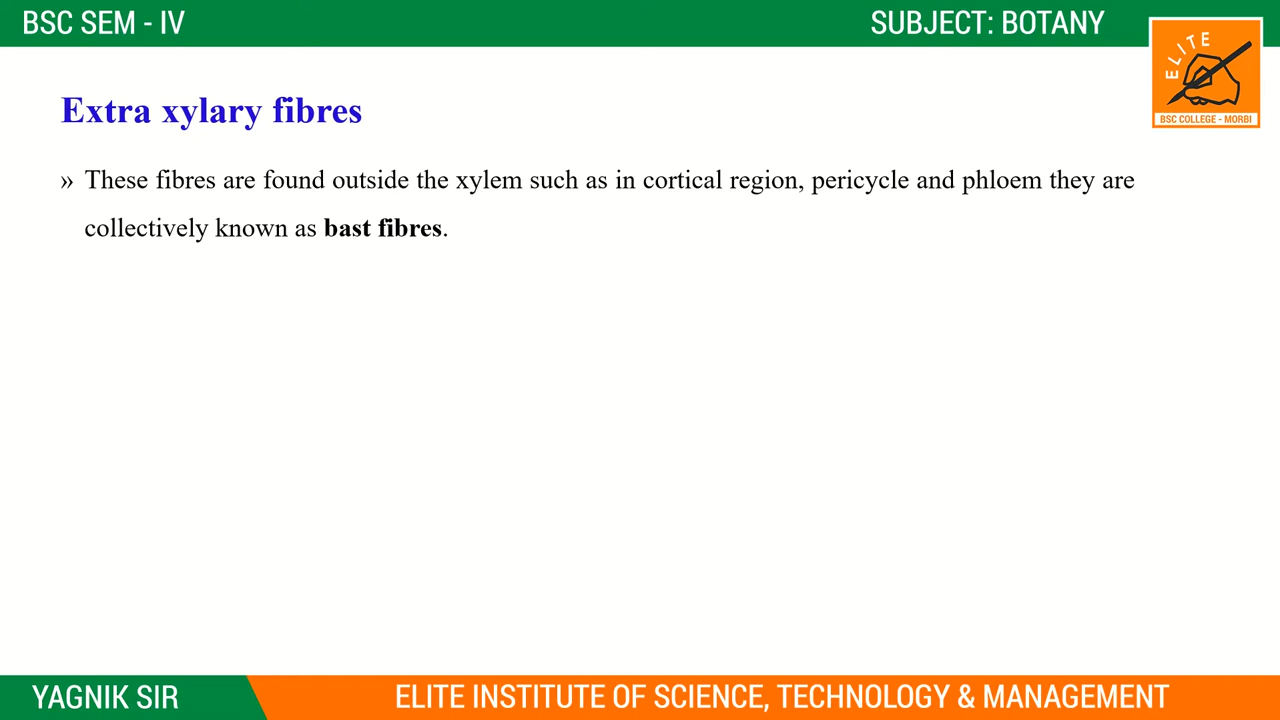 BSC SEM - IV
SUBJECT: BOTANY
ELITE
BSC COLLEGE - MORBI
Extra xylary fibres
» These fibres are found outside the xylem such as in cortical region, pericycle and phloem they are
collectively known as bast fibres.
YAGNIK SIR
ELITE INSTITUTE OF SCIENCE, TECHNOLOGY & MANAGEMENT